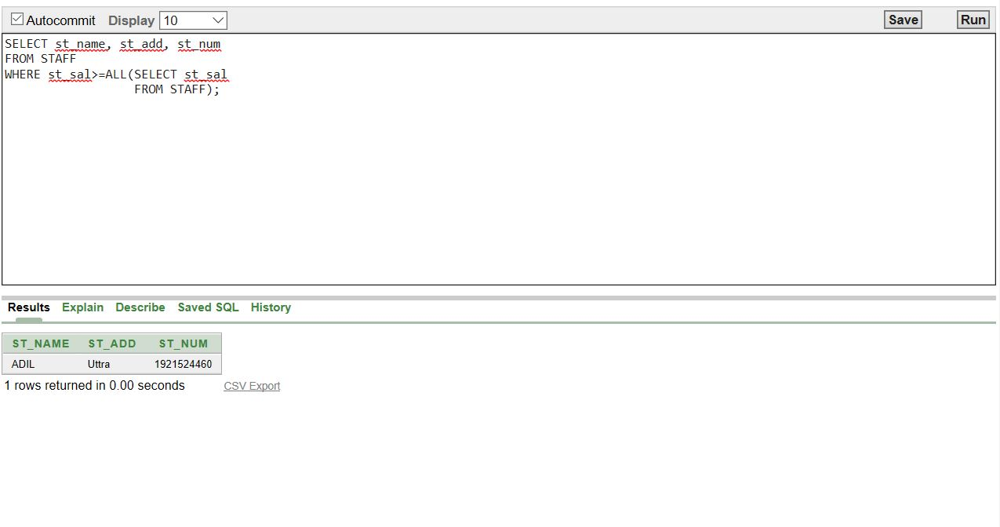 Autocommit Display 10 Save Run
SELECT st_name, st_add, st_num
FROM STAFF
WHERE st_sal>=ALL(SELECT st_sal
FROM STAFF);
Results Explain Describe Saved SQL History
ST_NAME ST_ADD ST_NUM
ADIL Uttra 1921524460
1 rows returned in 0.00 seconds CSV Export